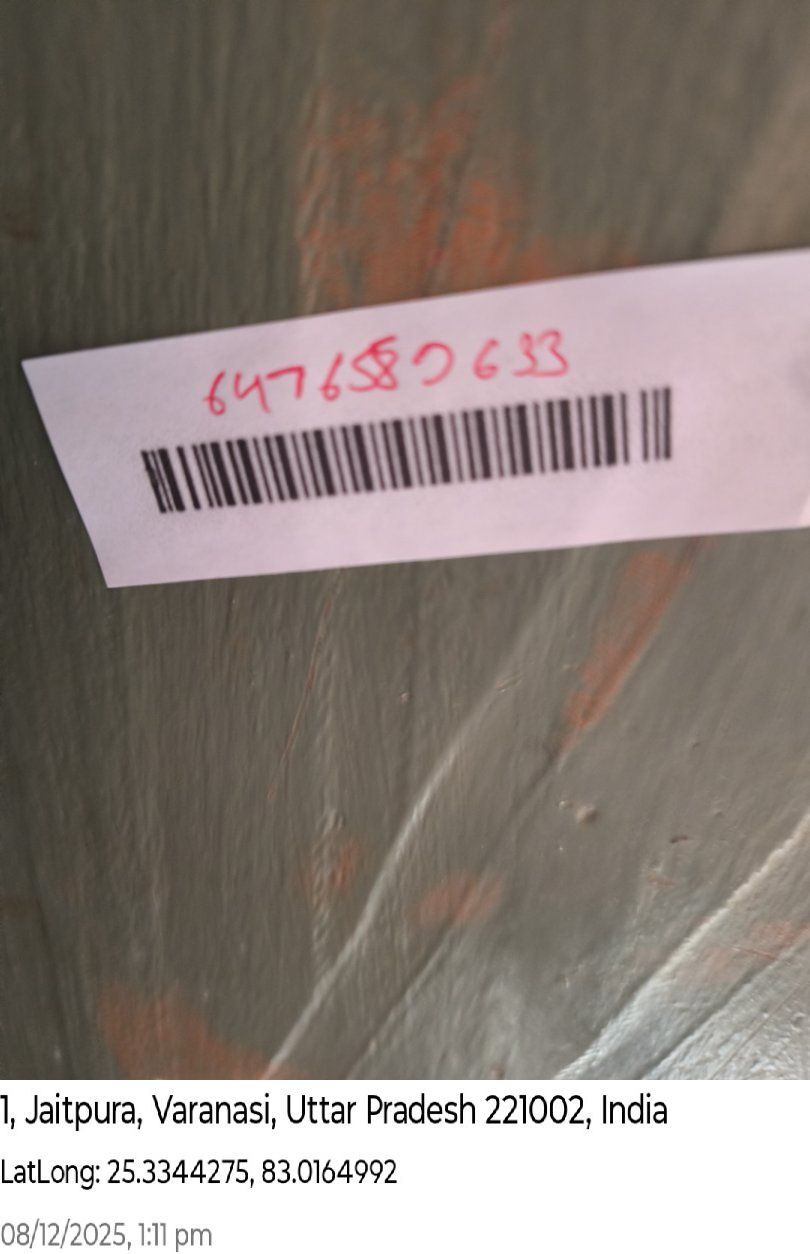 6476580633
1, Jaitpura, Varanasi, Uttar Pradesh 221002, India
LatLong: 25.3344275, 83.0164992
08/12/2025, 1:11 pm